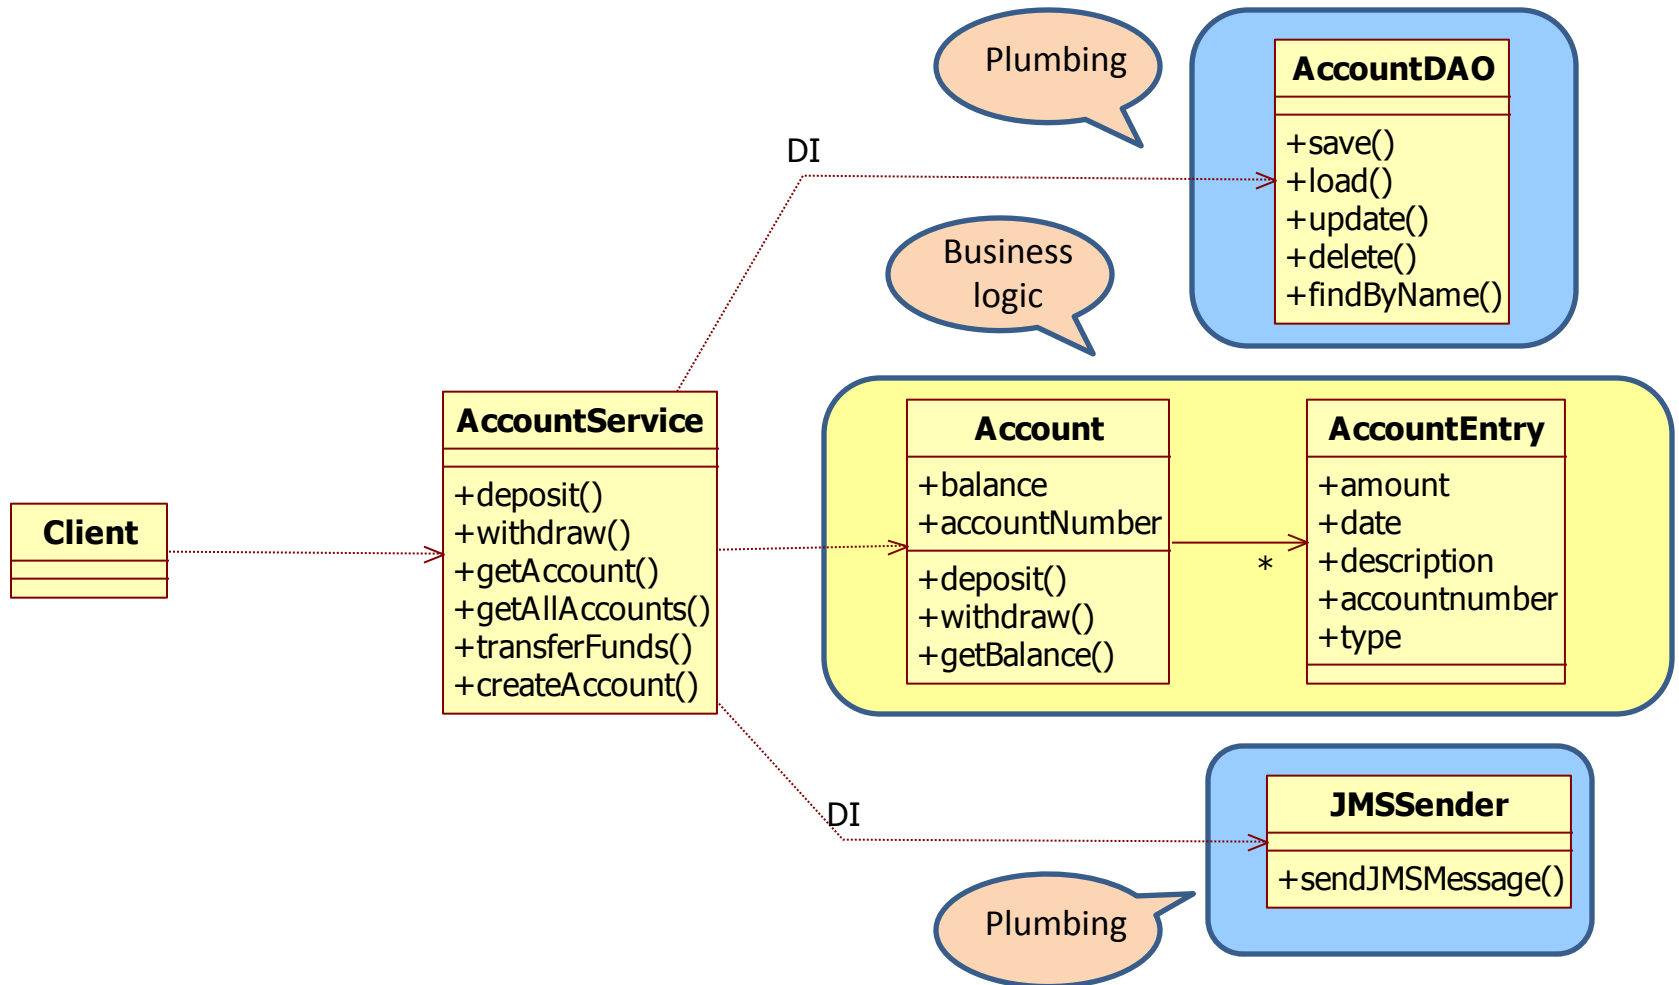 Plumbing
AccountDAO
+save()
+load()
+update()
+delete()
+findByName()
DI
Business
logic
Client
AccountService
+deposit()
+withdraw()
+getAccount()
+getAllAccounts()
+transferFunds()
+createAccount()
Account
+balance
+accountNumber
+deposit()
+withdraw()
+getBalance()
*
AccountEntry
+amount
+date
+description
+accountnumber
+type
DI
JMSSender
+sendJMSMessage()
Plumbing